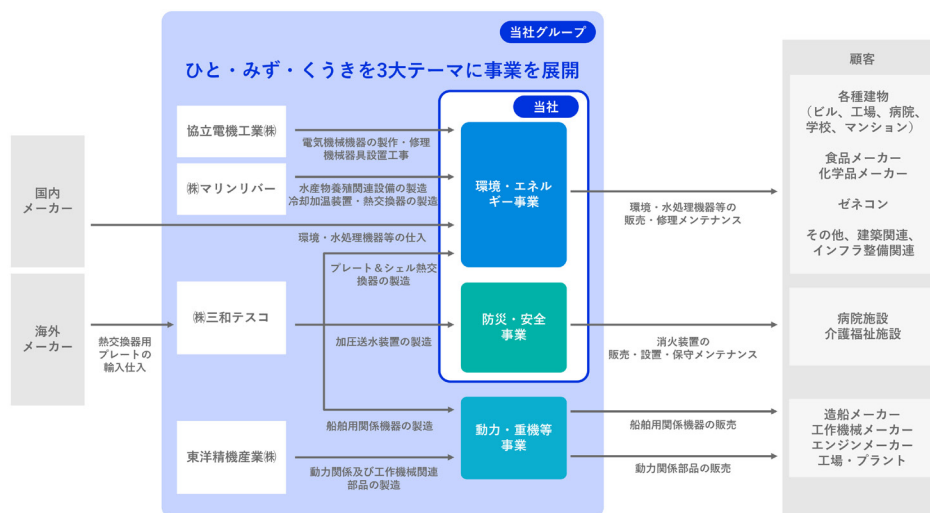 当社グループ
ひと・みず・くうきを3大テーマに事業を展開
当社
国内
メーカー
海外
メーカー
熱交換器用
プレートの
輸入仕入
協立電機工業㈱
電気機械機器の製作・修理
機械器具設置工事
㈱マリンリバー
水産物養殖関連設備の製造
冷却加温装置・熱交換器の製造
環境・水処理機器等の仕入
プレート＆シェル熱交
換器の製造
㈱三和テスコ
加圧送水装置の製造
船舶用関係機器の製造
東洋精機産業㈱
動力関係及び工作機械関連
部品の製造
環境・エネル
ギー事業
防災・安全
事業
動力・重機等
事業
環境・水処理機器等の
販売・修理メンテナンス
消火装置の
販売・設置・保守メンテナンス
船舶用関係機器の販売
動力関係部品の販売
顧客
各種建物
（ビル、工場、病院、
学校、マンション）
食品メーカー
化学品メーカー
ゼネコン
その他、建築関連、
インフラ整備関連
病院施設
介護福祉施設
造船メーカー
工作機械メーカー
エンジンメーカー
工場・プラント